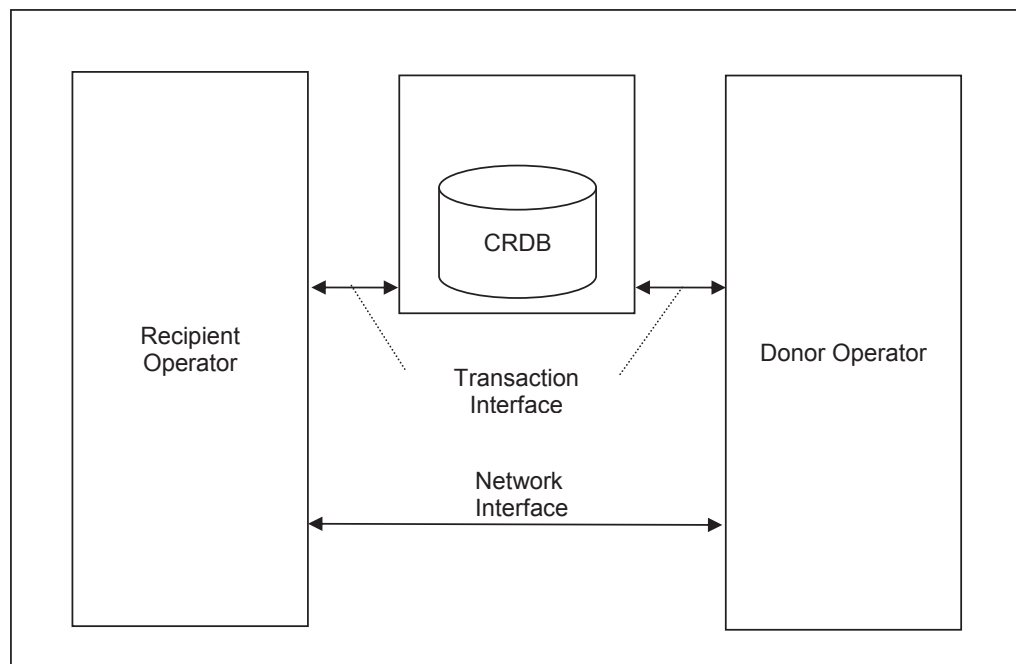 CRDB
Recipient
Operator
Donor Operator
Transaction
Interface
Network
Interface